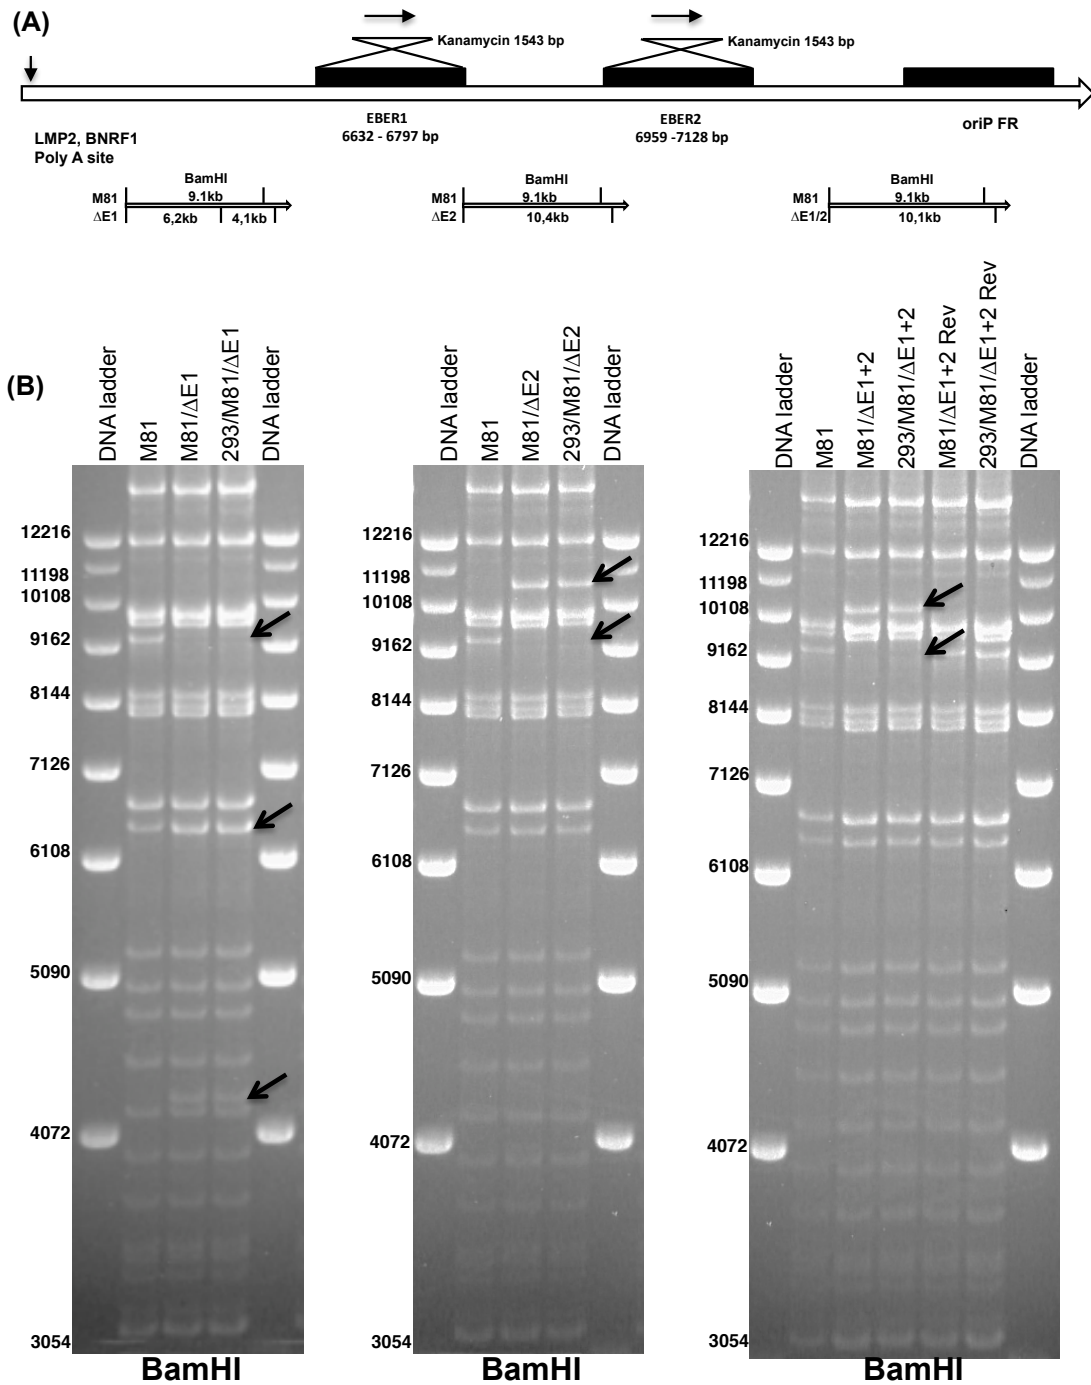 (A)
Kanamycin 1543 bp
Kanamycin 1543 bp
LMP2, BNRF1
Poly A site
EBER1
6632 - 6797 bp
EBER2
6959 -7128 bp
oriP FR
BamHI
M81 9.1kb
ΔE1 6,2kb 4,1kb
BamHI
M81 9.1kb
ΔE2 10,4kb
BamHI
M81 9.1kb
ΔE1/2 10,1kb
(B)
DNA ladder
M81
M81/ΔE1
293/M81/ΔE1
DNA ladder
DNA ladder
M81
M81/ΔE2
293/M81/ΔE2
DNA ladder
DNA ladder
M81
M81/ΔE1+2
293/M81/ΔE1+2
M81/ΔE1+2 Rev
293/M81/ΔE1+2 Rev
DNA ladder
12216
11198
10108
9162
8144
7126
6108
5090
4072
3054
BamHI
12216
11198
10108
9162
8144
7126
6108
5090
4072
3054
BamHI
12216
11198
10108
9162
8144
7126
6108
5090
4072
3054
BamHI